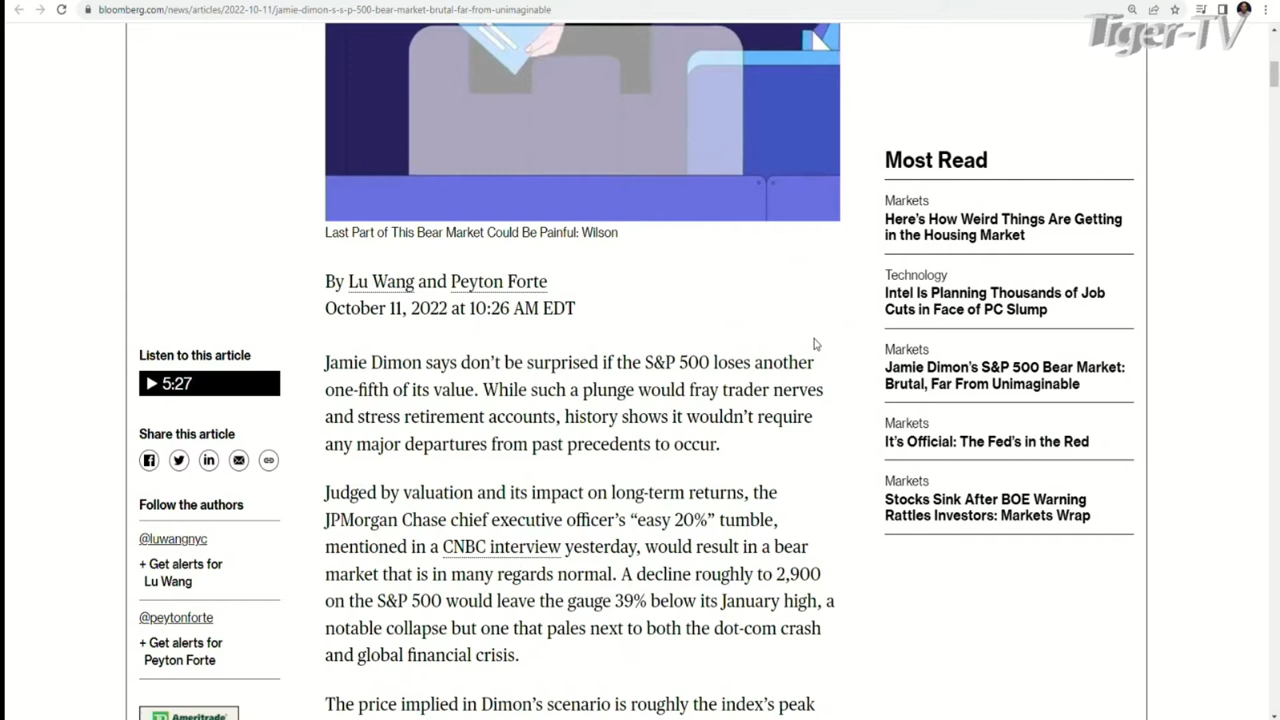 bloomberg.com/news/articles/2022-10-11/jamie-dimon-s-s-p-500-bear-market-brutal-far-from-unimaginable
Tiger-TV
Last Part of This Bear Market Could Be Painful: Wilson
By Lu Wang and Peyton Forte
October 11, 2022 at 10:26 AM EDT
Listen to this article
5:27
Share this article
Follow the authors
@luwangnyc
+ Get alerts for
Lu Wang
@peytonforte
+ Get alerts for
Peyton Forte
Ameritrade
Jamie Dimon says don’t be surprised if the S&P 500 loses another
one-fifth of its value. While such a plunge would fray trader nerves
and stress retirement accounts, history shows it wouldn’t require
any major departures from past precedents to occur.
Judged by valuation and its impact on long-term returns, the
JPMorgan Chase chief executive officer’s “easy 20%” tumble,
mentioned in a CNBC interview yesterday, would result in a bear
market that is in many regards normal. A decline roughly to 2,900
on the S&P 500 would leave the gauge 39% below its January high, a
notable collapse but one that pales next to both the dot-com crash
and global financial crisis.
The price implied in Dimon’s scenario is roughly the index’s peak
Most Read
Markets
Here’s How Weird Things Are Getting
in the Housing Market
Technology
Intel Is Planning Thousands of Job
Cuts in Face of PC Slump
Markets
Jamie Dimon’s S&P 500 Bear Market:
Brutal, Far From Unimaginable
Markets
It’s Official: The Fed’s in the Red
Markets
Stocks Sink After BOE Warning
Rattles Investors: Markets Wrap